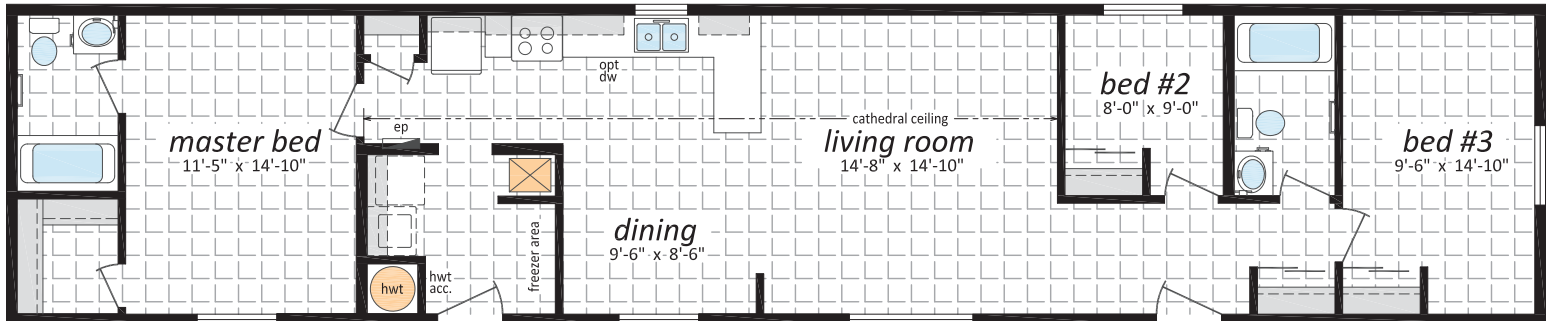 master bed
11'-5" x 14'-10"
ep
opt
dw
cathedral ceiling
living room
14'-8" x 14'-10"
bed #2
8'-0" x 9'-0"
bed #3
9'-6" x 14'-10"
dining
9'-6" x 8'-6"
freezer area
hwt
hwt
acc.